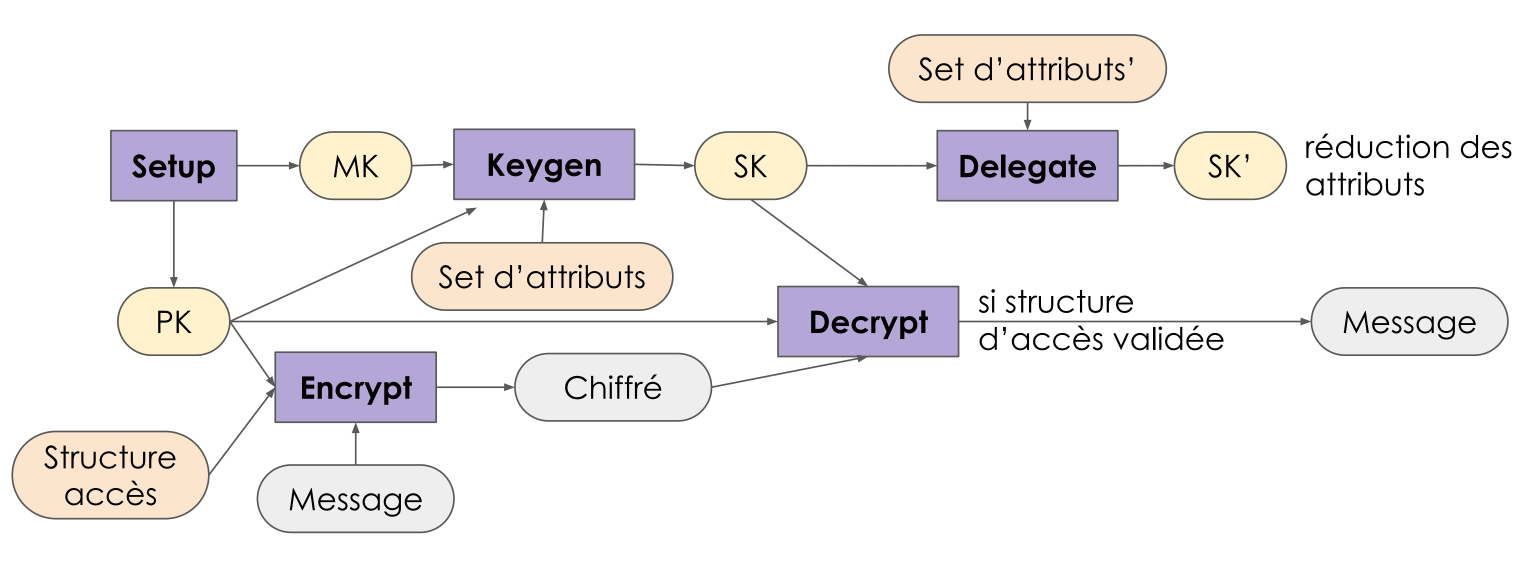 Set d’attributs’
Setup
MK
Keygen
SK
Delegate
SK’
réduction des
attributs
Set d’attributs
PK
Decrypt
si structure
d’accès validée
Message
Encrypt
Chiffré
Structure
accès
Message